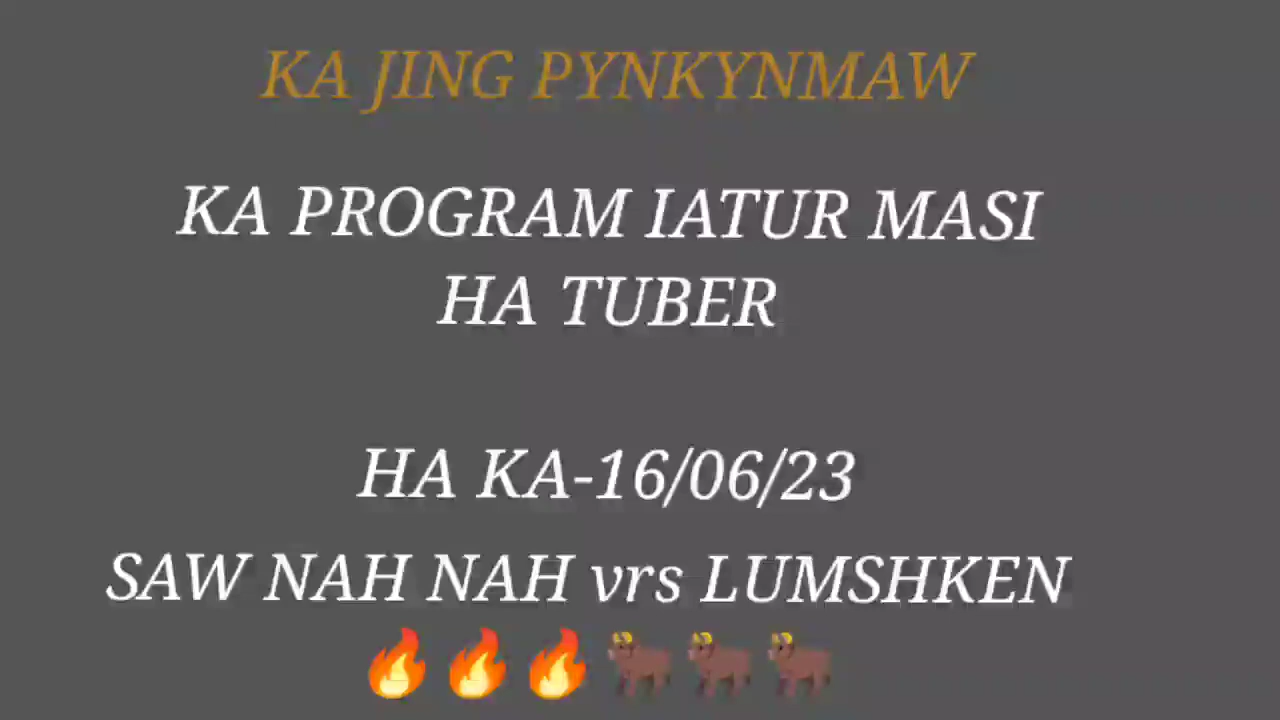 KA JING PYNKYNMAW
KA PROGRAM IATUR MASI
HA TUBER
HA KA-16/06/23
SAW NAH NAH vrs LUMSHKEN
🔥🔥🔥🐂🐂🐂